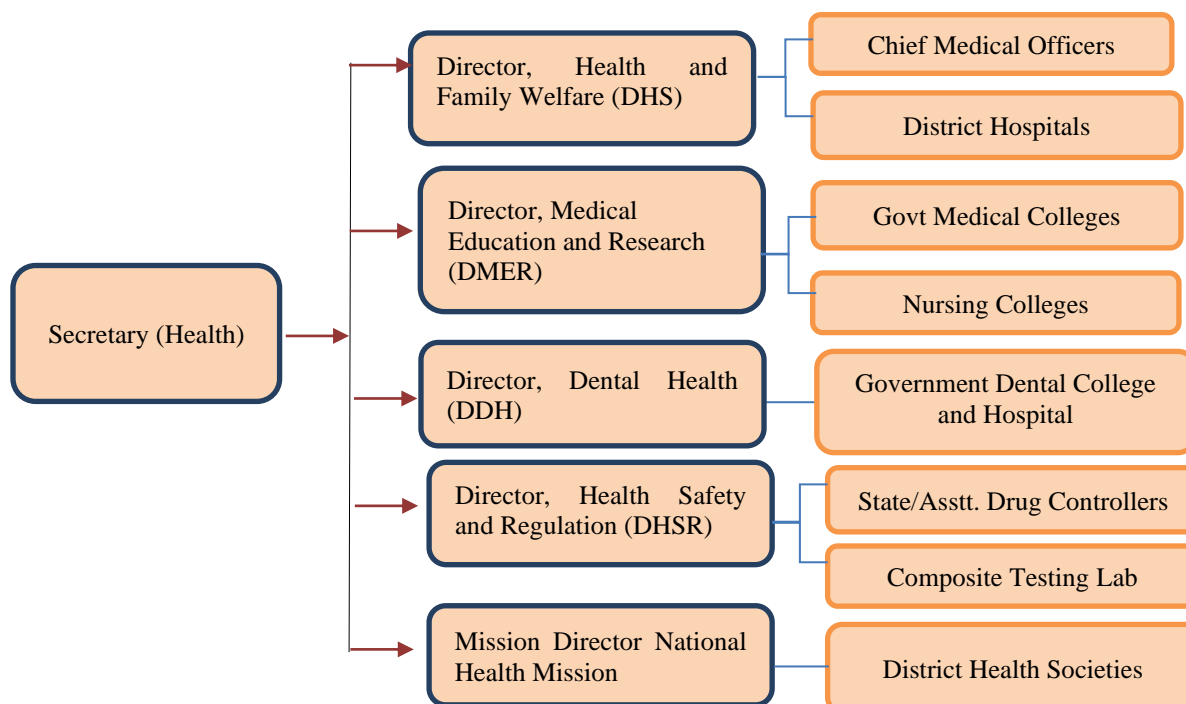 Secretary (Health)
Director, Health and
Family Welfare (DHS)
Chief Medical Officers
District Hospitals
Director, Medical
Education and Research
(DMER)
Govt Medical Colleges
Nursing Colleges
Director, Dental Health
(DDH)
Government Dental College
and Hospital
Director, Health Safety
and Regulation (DHSR)
State/Asstt. Drug Controllers
Composite Testing Lab
Mission Director National
Health Mission
District Health Societies